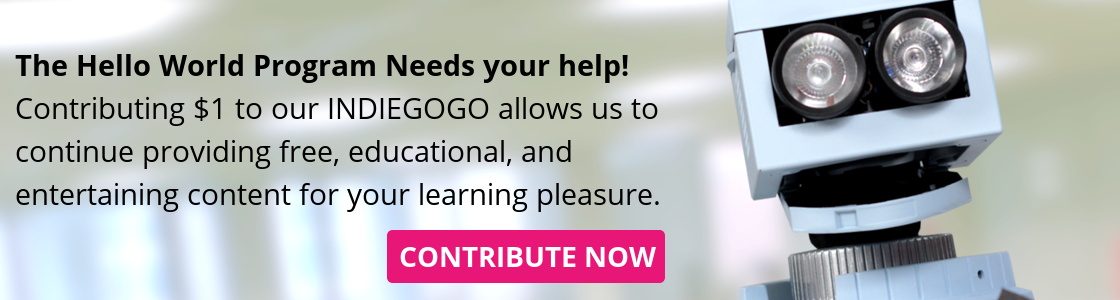 The Hello World Program Needs your help!
Contributing $1 to our INDIEGOGO allows us to
continue providing free, educational, and
entertaining content for your learning pleasure.
CONTRIBUTE NOW